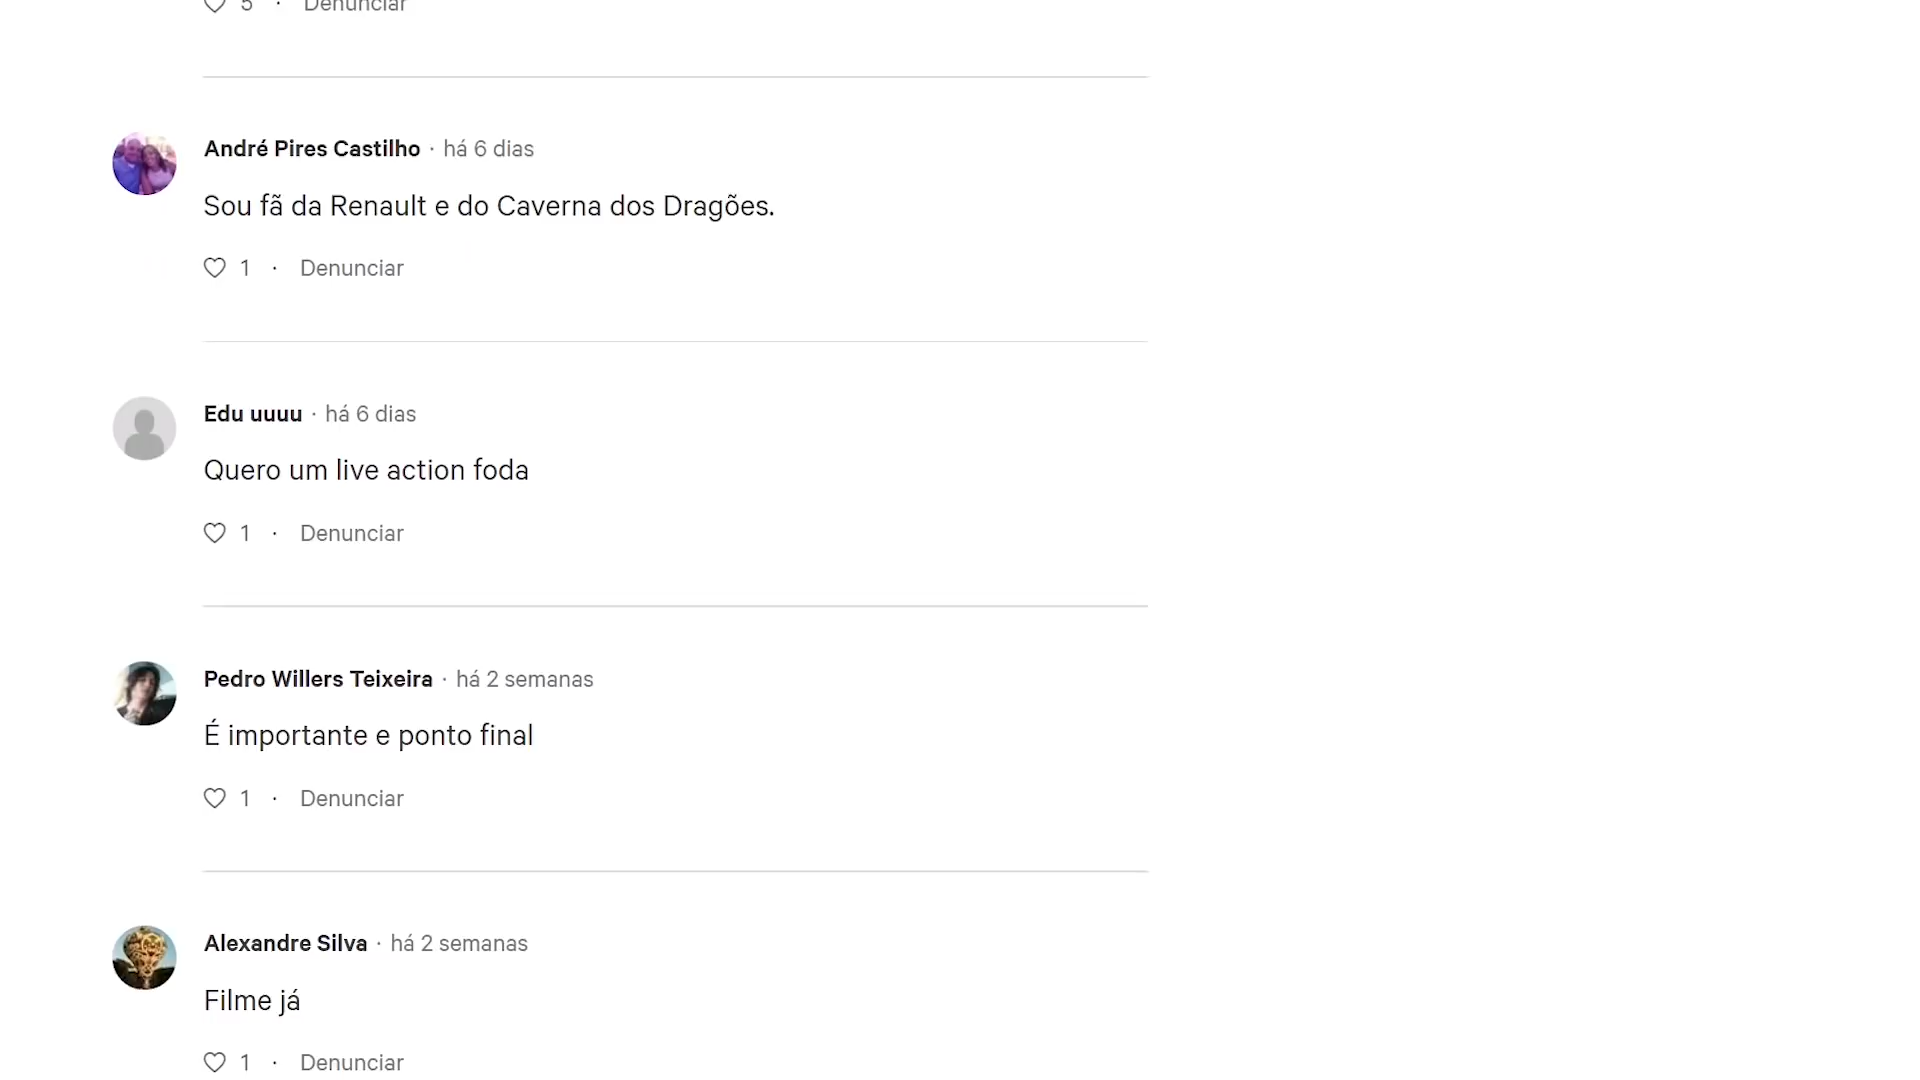 5 · Denunciar
André Pires Castilho · há 6 dias
Sou fã da Renault e do Caverna dos Dragões.
1 · Denunciar
Edu uuuu · há 6 dias
Quero um live action foda
1 · Denunciar
Pedro Willers Teixeira · há 2 semanas
É importante e ponto final
1 · Denunciar
Alexandre Silva · há 2 semanas
Filme já
1 · Denunciar